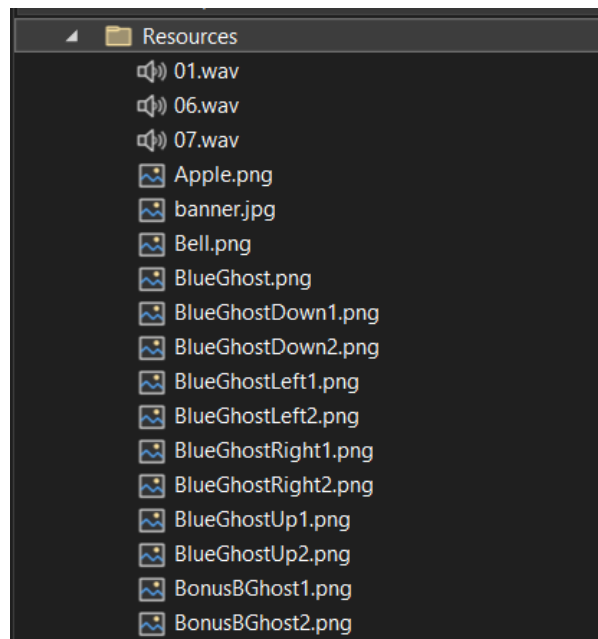 Resources
01.wav
06.wav
07.wav
Apple.png
banner.jpg
Bell.png
BlueGhost.png
BlueGhostDown1.png
BlueGhostDown2.png
BlueGhostLeft1.png
BlueGhostLeft2.png
BlueGhostRight1.png
BlueGhostRight2.png
BlueGhostUp1.png
BlueGhostUp2.png
BonusBGhost1.png
BonusBGhost2.png